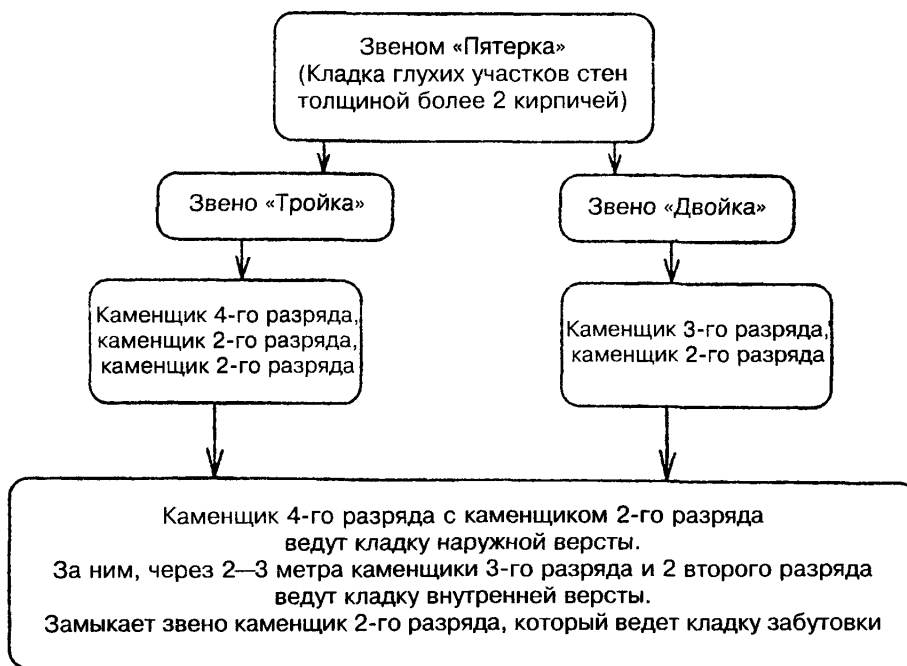 Звеном «Пятерка»
(Кладка глухих участков стен
толщиной более 2 кирпичей)
Звено «Тройка»
Звено «Двойка»
Каменщик 4-го разряда,
каменщик 2-го разряда,
каменщик 2-го разряда
Каменщик 3-го разряда,
каменщик 2-го разряда
Каменщик 4-го разряда с каменщиком 2-го разряда
ведут кладку наружной версты.
За ним, через 2—3 метра каменщики 3-го разряда и 2 второго разряда
ведут кладку внутренней версты.
Замыкает звено каменщик 2-го разряда, который ведет кладку забутовки